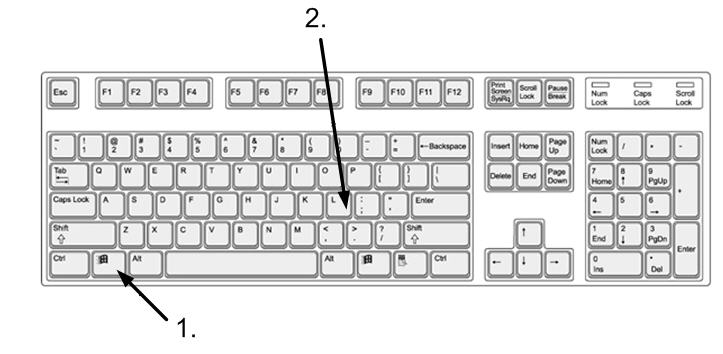 2.
Esc F1 F2 F3 F4 F5 F6 F7 F8 F9 F10 F11 F12 Print Screen SysRq Scroll Lock Pause Break Num Lock Caps Lock Scroll Lock
~ ! @ # $ % ^ & * ( ) – +
` 1 2 3 4 5 6 7 8 9 - = ←Backspace Insert Home Page Up Num Lock / * -
Tab Q W E R T Y U I O P { } |
[ ] \ Delete End Page Down 7 Home 8 ↑ 9 PgUp +
Caps Lock A S D F G H J K L : ; " ' Enter 4 ← 5 6 →
Shift Z X C V B N M < , > . ? / Shift ↑ 1 End 2 ↓ 3 PgDn Enter
Ctrl Alt Alt Ctrl ← ↓ → 0 Ins . Del
1.